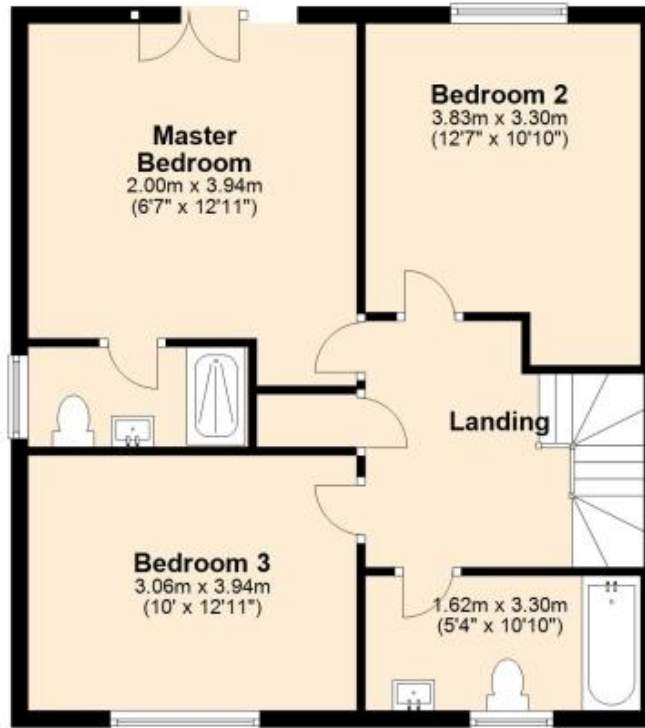 Master
Bedroom
2.00m x 3.94m
(6'7" x 12'11")
Bedroom 2
3.83m x 3.30m
(12'7" x 10'10")
Landing
Bedroom 3
3.06m x 3.94m
(10' x 12'11")
1.62m x 3.30m
(5'4" x 10'10")